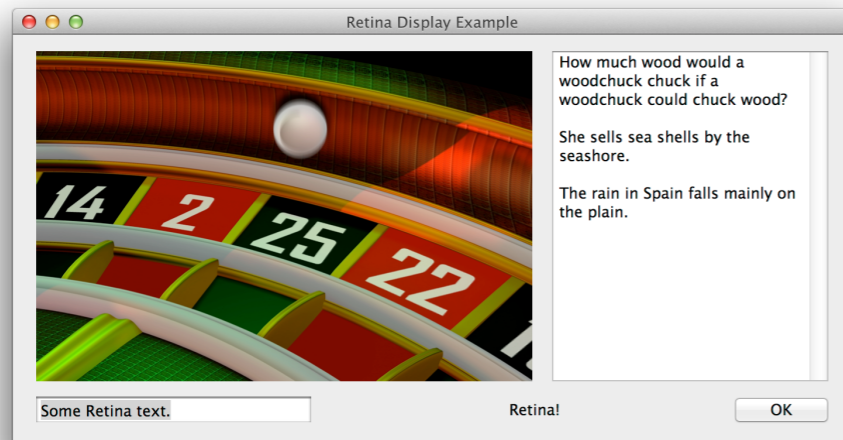 Retina Display Example
14
2
25
22
How much wood would a
woodchuck chuck if a
woodchuck could chuck wood?
She sells sea shells by the
seashore.
The rain in Spain falls mainly on
the plain.
Some Retina text.
Retina!
OK